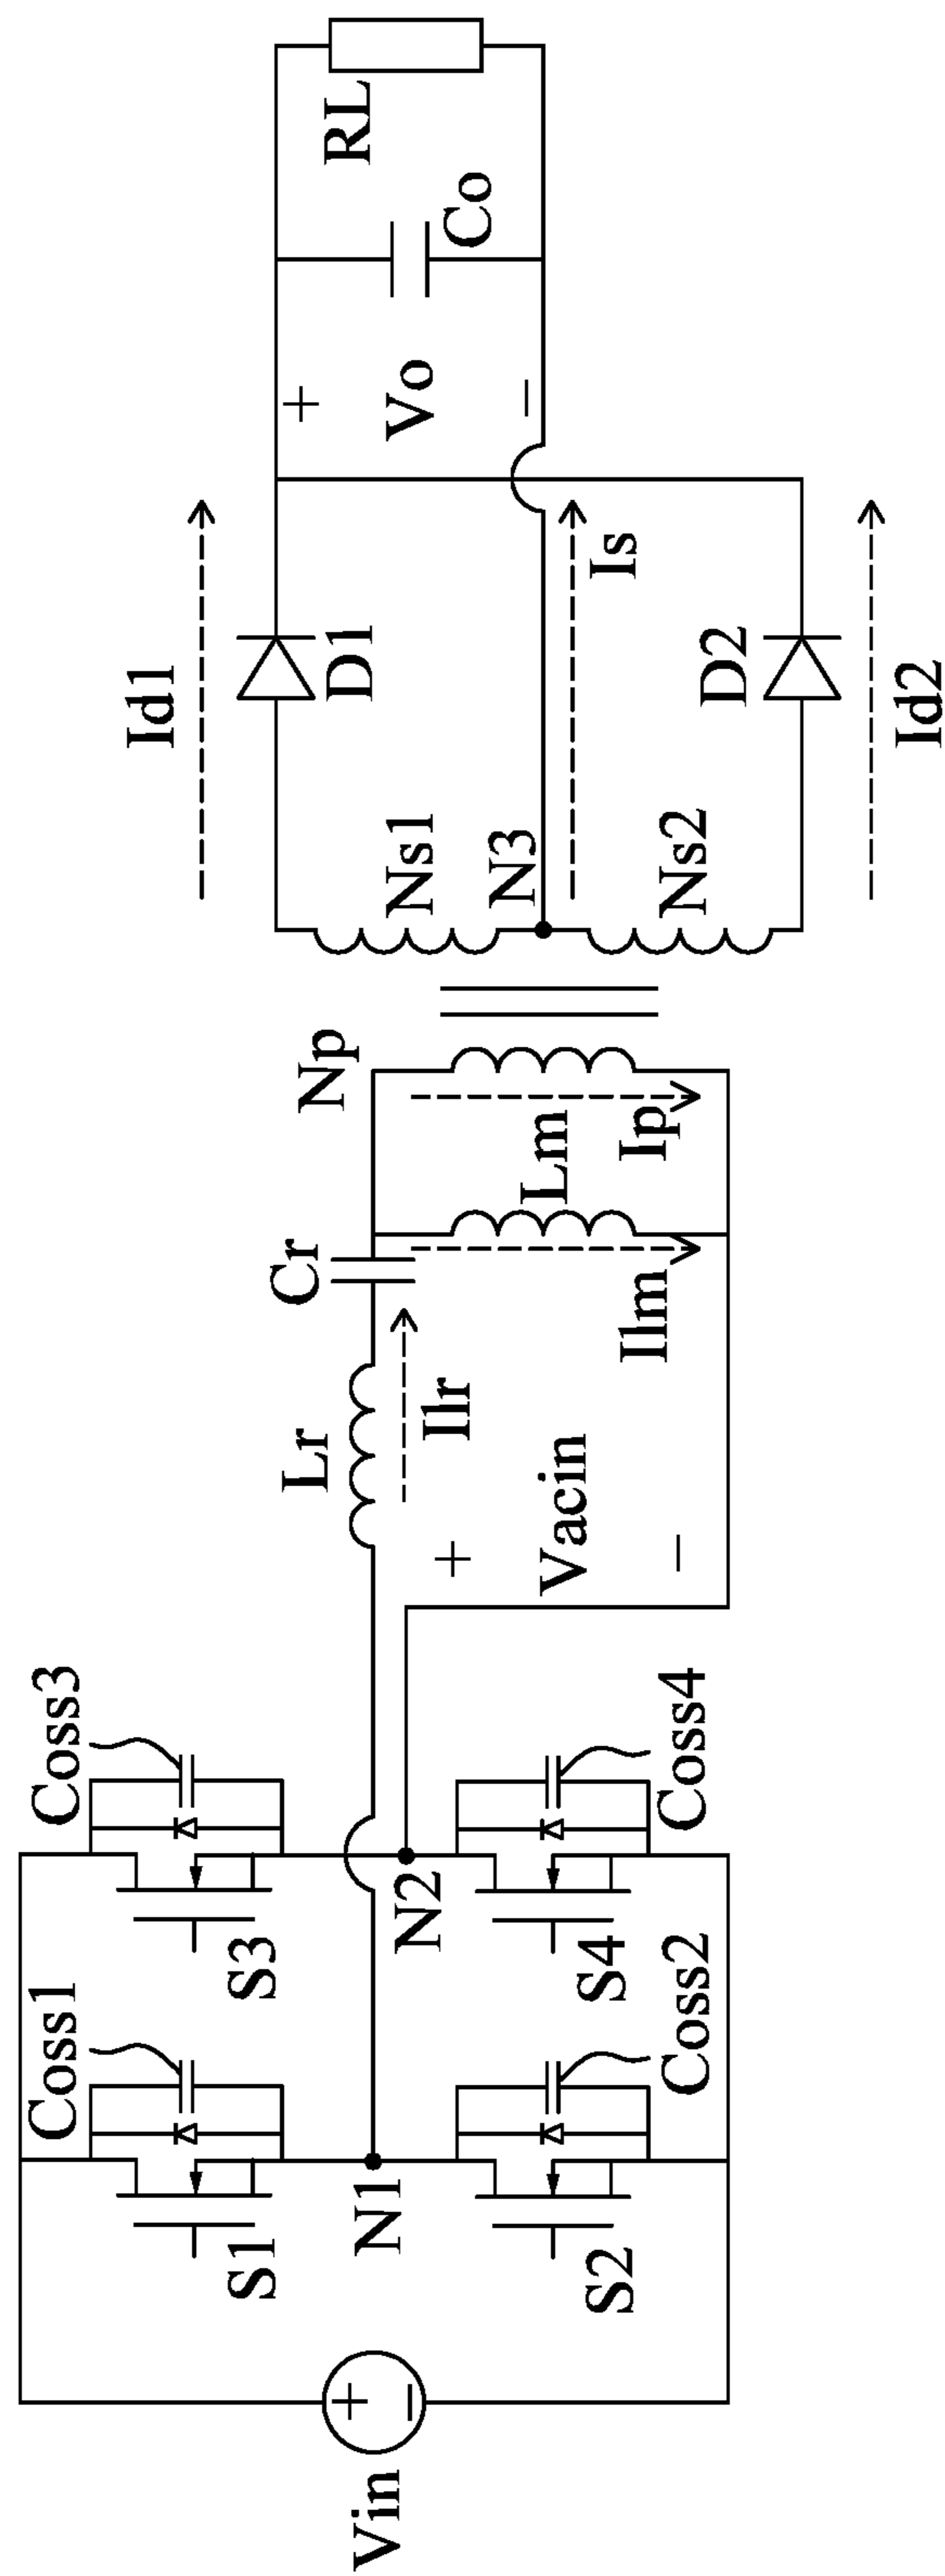 Vin
+
−
S1
Coss1
S2
Coss2
N1
S3
Coss3
S4
Coss4
N2
Lr
Ilr
Cr
+
Vacin
−
Ilm
Lm
Ip
Np
Ns1
N3
Ns2
Id1
D1
Is
D2
Id2
+
Vo
−
Co
RL